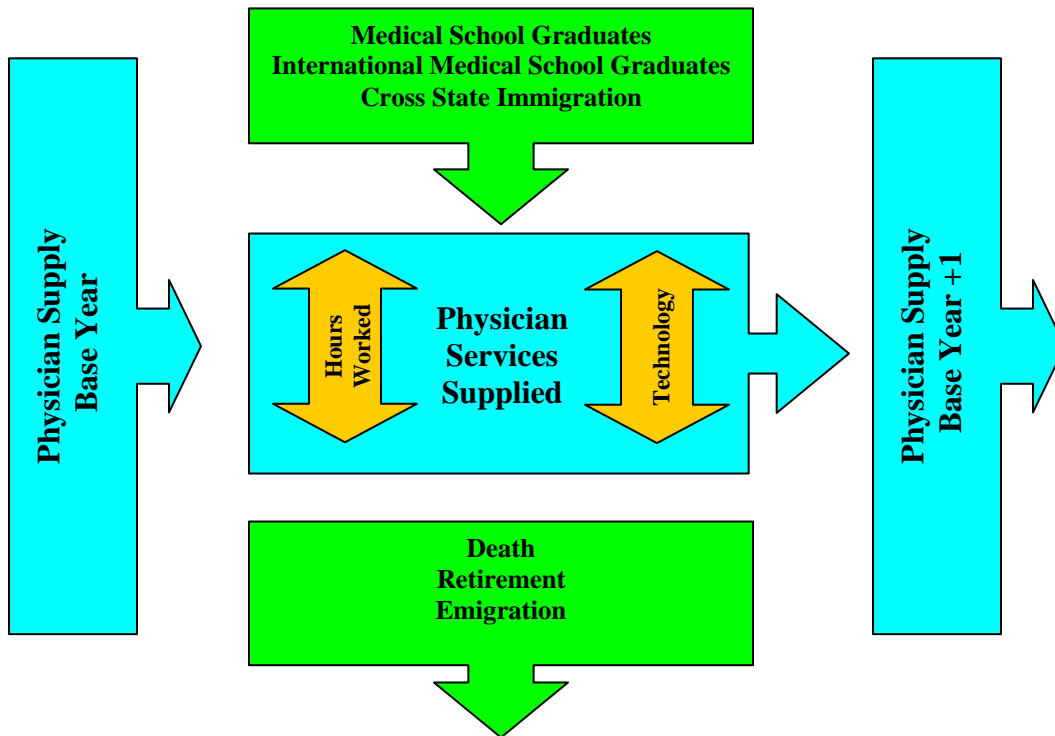 Medical School Graduates
International Medical School Graduates
Cross State Immigration
Physician Supply
Base Year
Hours
Worked
Physician
Services
Supplied
Technology
Physician Supply
Base Year +1
Death
Retirement
Emigration